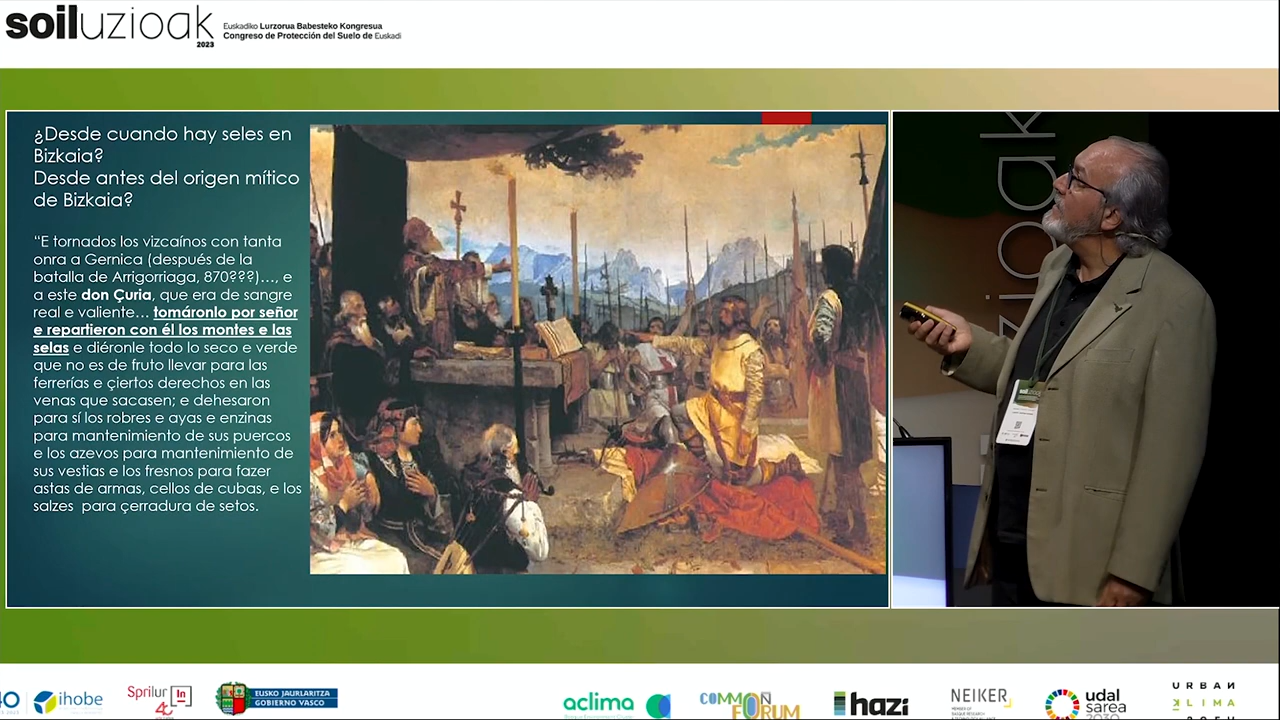 soiluzioak
2023
Euskadiko Lurzorua Babesteko Kongresua
Congreso de Protección del Suelo de Euskadi
¿Desde cuando hay seles en
Bizkaia?
Desde antes del origen mítico
de Bizkaia?
“E tornados los vizcaínos con tanta
onra a Gernica (después de la
batalla de Arrigorriaga, 870???)…, e
a este don Çuria, que era de sangre
real e valiente… tomáronlo por señor
e repartieron con él los montes e las
selas e diéronle todo lo seco e verde
que no es de fruto llevar para las
ferrerías e çiertos derechos en las
venas que sacasen; e dehesaron
para sí los robres e ayas e enzinas
para mantenimiento de sus puercos
e los azevos para mantenimiento de
sus vestias e los fresnos para fazer
astas de armas, cellos de cubas, e los
salzes para çerradura de setos.
zioak
ihobe
Sprilur
In
EUSKO JAURLARITZA
GOBIERNO VASCO
aclima
COMMON
FORUM
hazi
NEIKER
udal
sarea
2030
URBAN
KLIMA